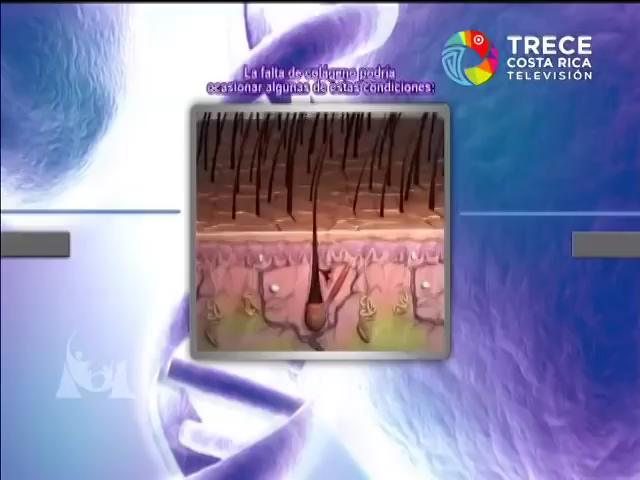 TRECE
COSTA RICA
TELEVISIÓN
La falta de colágeno podría
ocasionar algunas de estas condiciones: